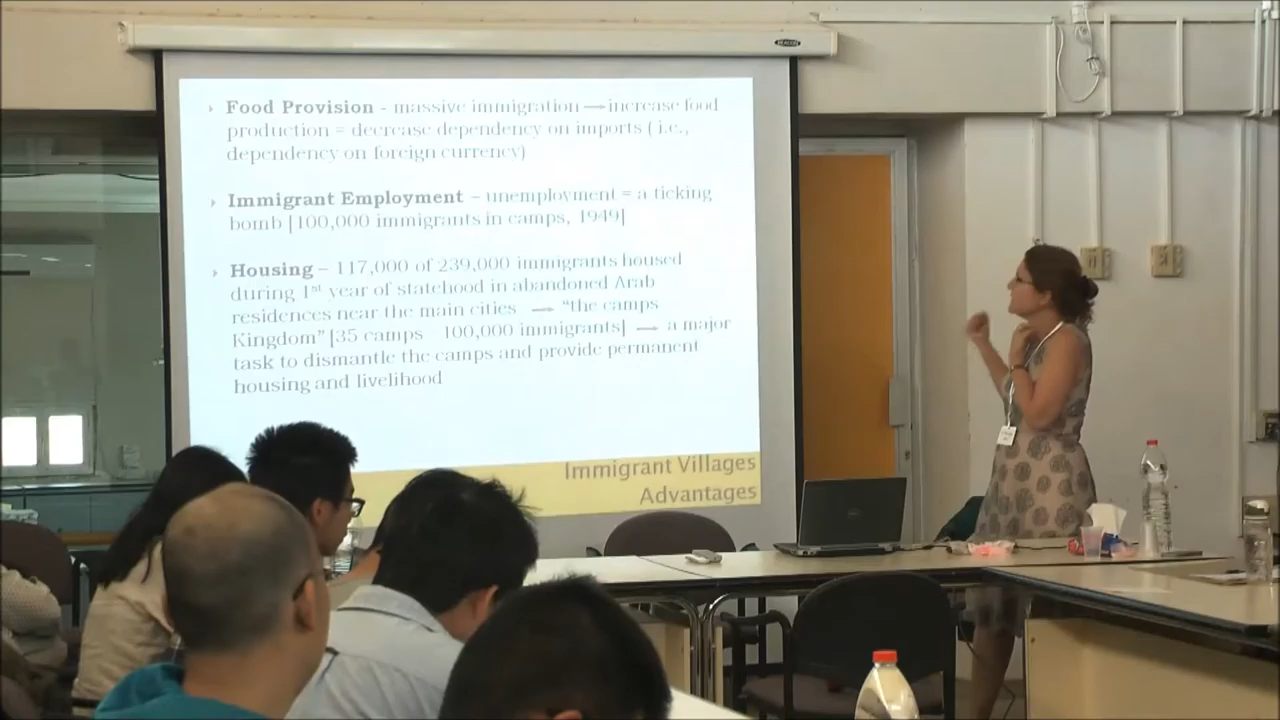 Food Provision - massive immigration → increase food
production = decrease dependency on imports ( i.e.,
dependency on foreign currency)
Immigrant Employment – unemployment = a ticking
bomb [100,000 immigrants in camps, 1949]
Housing – 117,000 of 239,000 immigrants housed
during 1st year of statehood in abandoned Arab
residences near the main cities → “the camps
Kingdom” [35 camps 100,000 immigrants] → a major
task to dismantle the camps and provide permanent
housing and livelihood
Immigrant Villages
Advantages